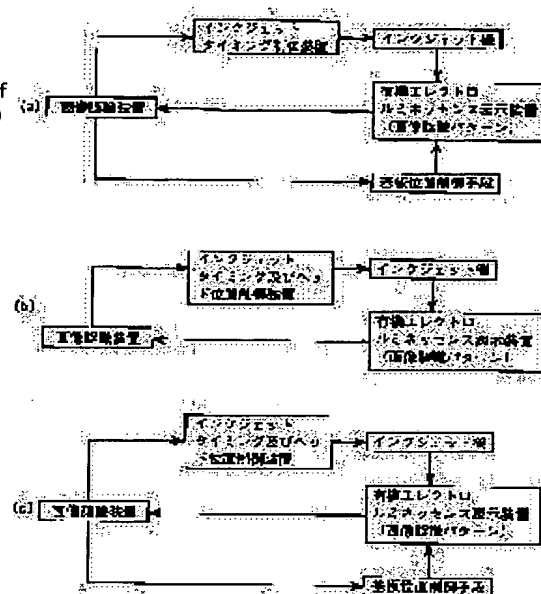 of
インクジェット
タイミング制御装置
インクジェット機
(a)
画像認識装置
有機エレクトロ
ルミネッセンス表示装置
(画像認識パターン)
基板位置制御手段
インクジェット
タイミング及びヘッ
ド位置制御装置
インクジェット機
(b)
画像認識装置
有機エレクトロ
ルミネッセンス表示装置
(画像認識パターン)
インクジェット
タイミング及びヘッ
ド位置制御装置
インクジェット機
(c)
画像認識装置
有機エレクトロ
ルミネッセンス表示装置
(画像認識パターン)
基板位置制御手段